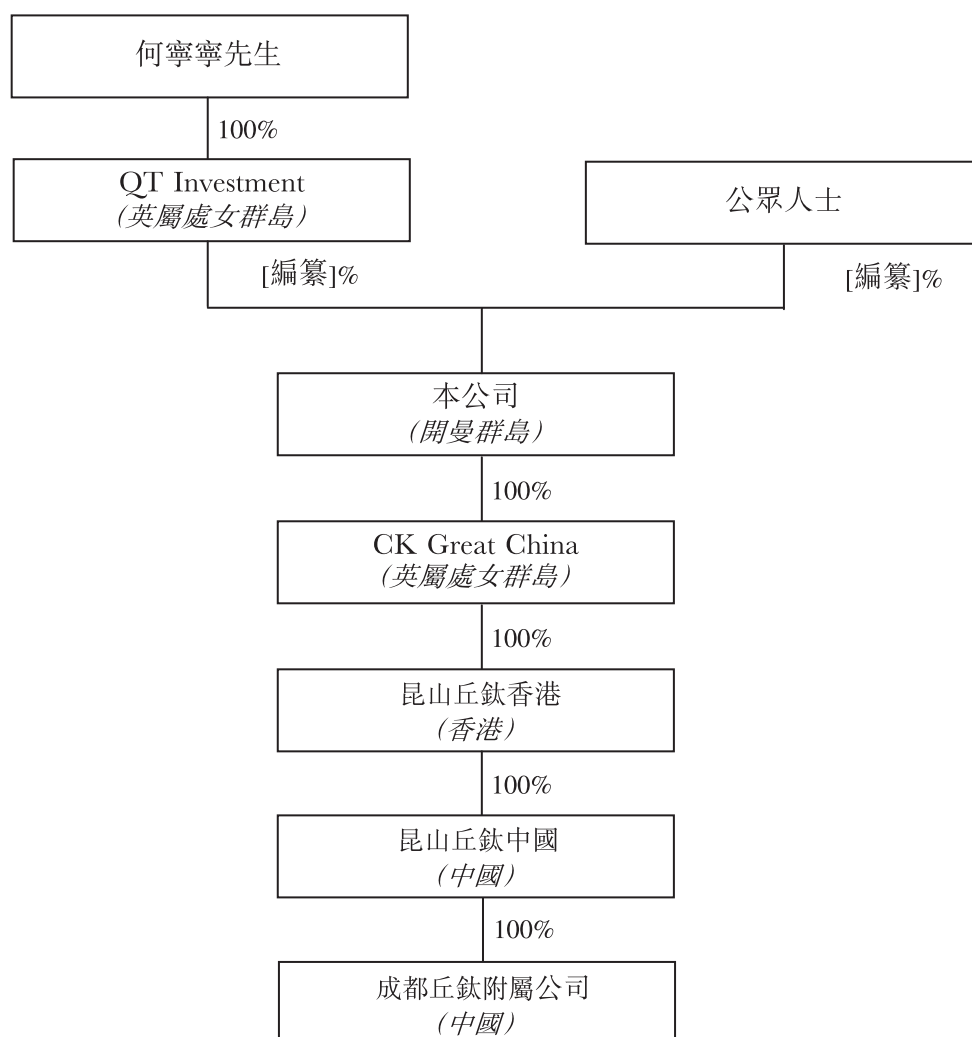 何寧寧先生
100%
QT Investment
(英屬處女群島)
公眾人士
[編纂]%
[編纂]%
本公司
(開曼群島)
100%
CK Great China
(英屬處女群島)
100%
昆山丘鈦香港
(香港)
100%
昆山丘鈦中國
(中國)
100%
成都丘鈦附屬公司
(中國)